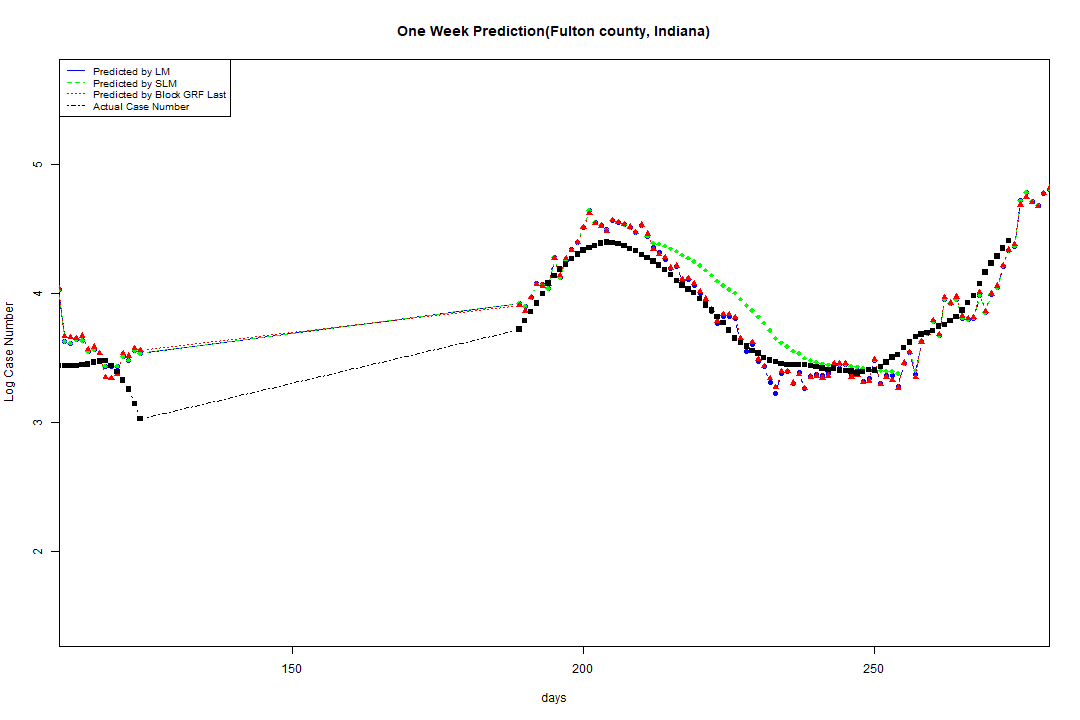 One Week Prediction(Fulton county, Indiana)
Predicted by LM
Predicted by SLM
Predicted by Block GRF Last
Actual Case Number
5
4
3
2
Log Case Number
150 200 250
days